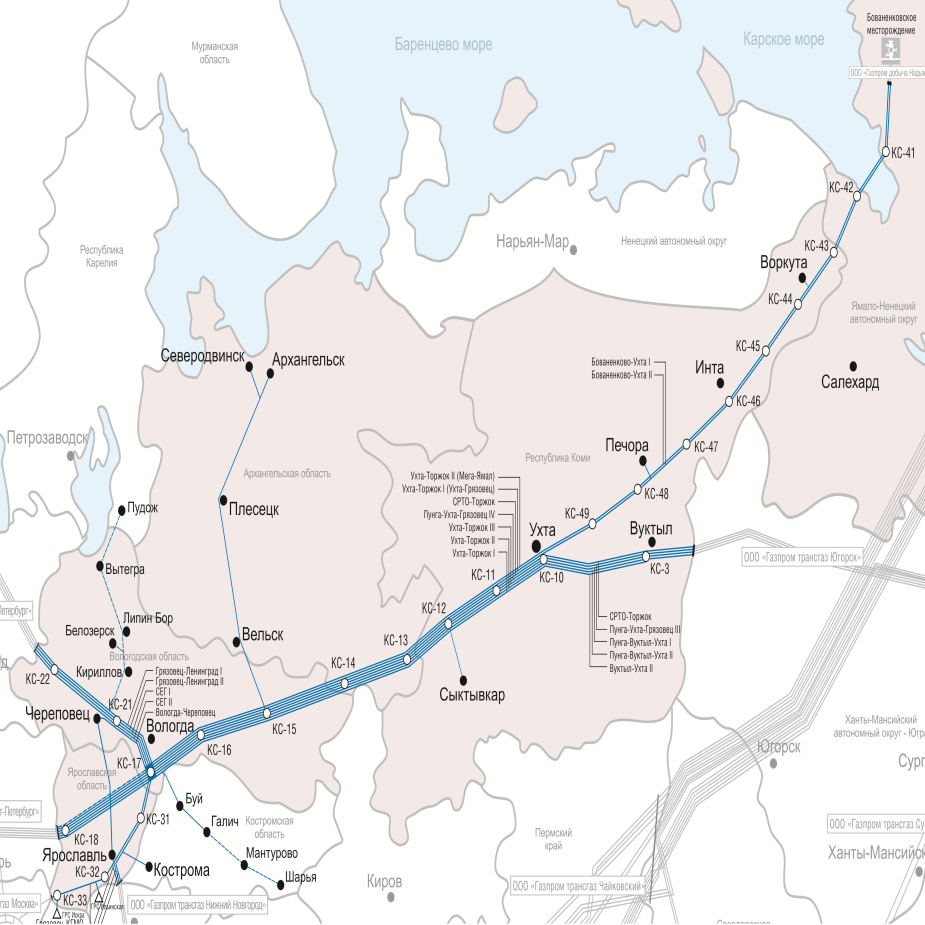 Бованенковское
месторождение
ООО «Газпром добыча Надым
Мурманская
область
Баренцево море
Карское море
КС-41
КС-42
Республика
Карелия
Нарьян-Мар
Ненецкий автономный округ
КС-43
Воркута
КС-44
Ямало-Ненецкий
автономный округ
КС-45
Северодвинск
Архангельск
Бованенково-Ухта I
Бованенково-Ухта II
Инта
Салехард
КС-46
Петрозаводск
Печора
КС-47
Республика Коми
Архангельская область
Ухта-Торжок II (Мега-Ямал)
Ухта-Торжок I (Ухта-Грязовец)
СРТО-Торжок
Пунга-Ухта-Грязовец IV
Ухта-Торжок III
Ухта-Торжок II
Ухта-Торжок I
КС-48
Пудож
Плесецк
КС-49
Ухта
Вуктыл
ООО «Газпром трансгаз Югорск»
Вытегра
КС-11
КС-10
КС-3
Петербург»
КС-12
СРТО-Торжок
Пунга-Ухта-Грязовец III
Пунга-Вуктыл-Ухта I
Пунга-Вуктыл-Ухта II
Вуктыл-Ухта II
Липин Бор
Белозерск
Вельск
КС-13
Вологодская область
КС-22
Кириллов
Грязовец-Ленинград I
Грязовец-Ленинград II
СЕГ I
СЕГ II
Вологда-Череповец
КС-14
Сыктывкар
КС-21
Череповец
Вологда
КС-15
КС-16
Ханты-Мансийский
автономный округ - Югра
Югорск
Сург
КС-17
Ярославская
область
Буй
т-Петербург»
КС-31
Галич
Костромская
область
ООО «Газпром трансгаз Су
КС-18
Пермский
край
Ярославль
Мантурово
Ханты-Мансийск
рь
Кострома
КС-32
Шарья
Киров
ООО «Газпром трансгаз Чайковский»
газ Москва»
КС-33
ООО «Газпром трансгаз Нижний Новгород»
ГРС Искра